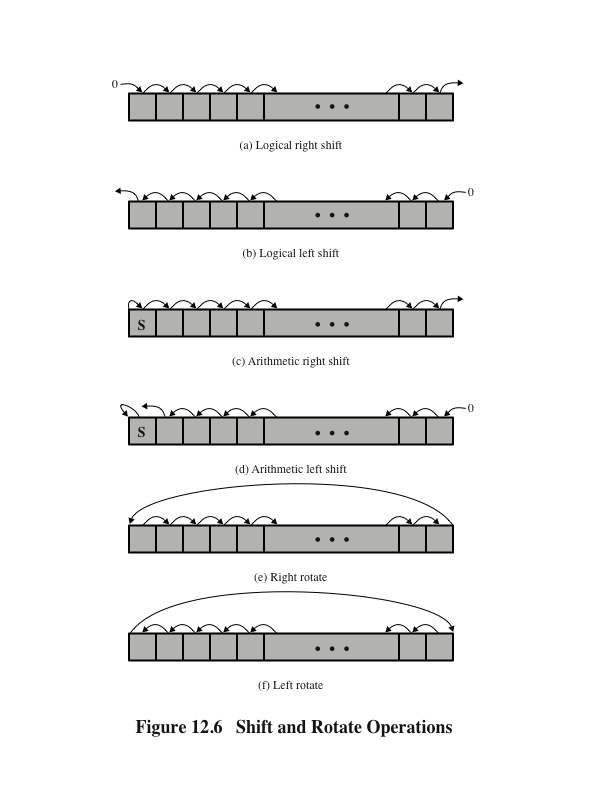 0
• • •
(a) Logical right shift
0
• • •
(b) Logical left shift
S
• • •
(c) Arithmetic right shift
0
S
• • •
(d) Arithmetic left shift
• • •
(e) Right rotate
• • •
(f) Left rotate
Figure 12.6 Shift and Rotate Operations